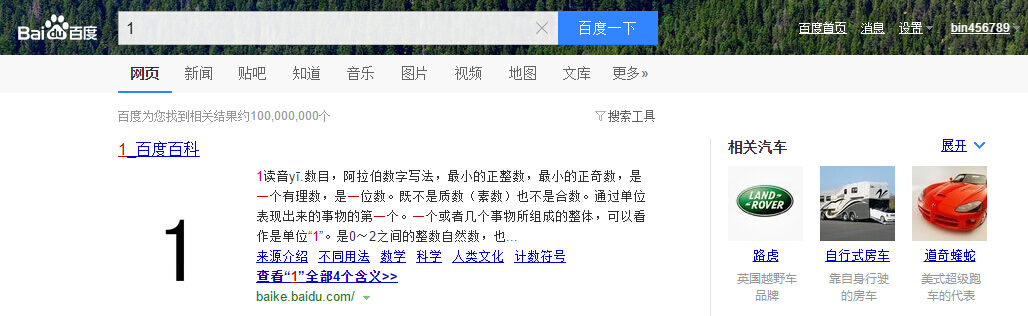 Bai百度
1
百度一下
百度首页 消息 设置 bin456789
网页 新闻 贴吧 知道 音乐 图片 视频 地图 文库 更多»
百度为您找到相关结果约100,000,000个
搜索工具
1_百度百科
1
1读音yī.数目，阿拉伯数字写法，最小的正整数，最小的正奇数，是
一个有理数，是一位数。既不是质数（素数）也不是合数。通过单位
表现出来的事物的第一个。一个或者几个事物所组成的整体，可以看
作是单位“1”。是0～2之间的整数自然数，也...
来源介绍 不同用法 数学 科学 人类文化 计数符号
查看“1”全部4个含义>>
baike.baidu.com/
相关汽车 展开
LAND-
ROVER
路虎
英国越野车
品牌
自行式房车
靠自身行驶
的房车
道奇蝰蛇
美式超级跑
车的代表